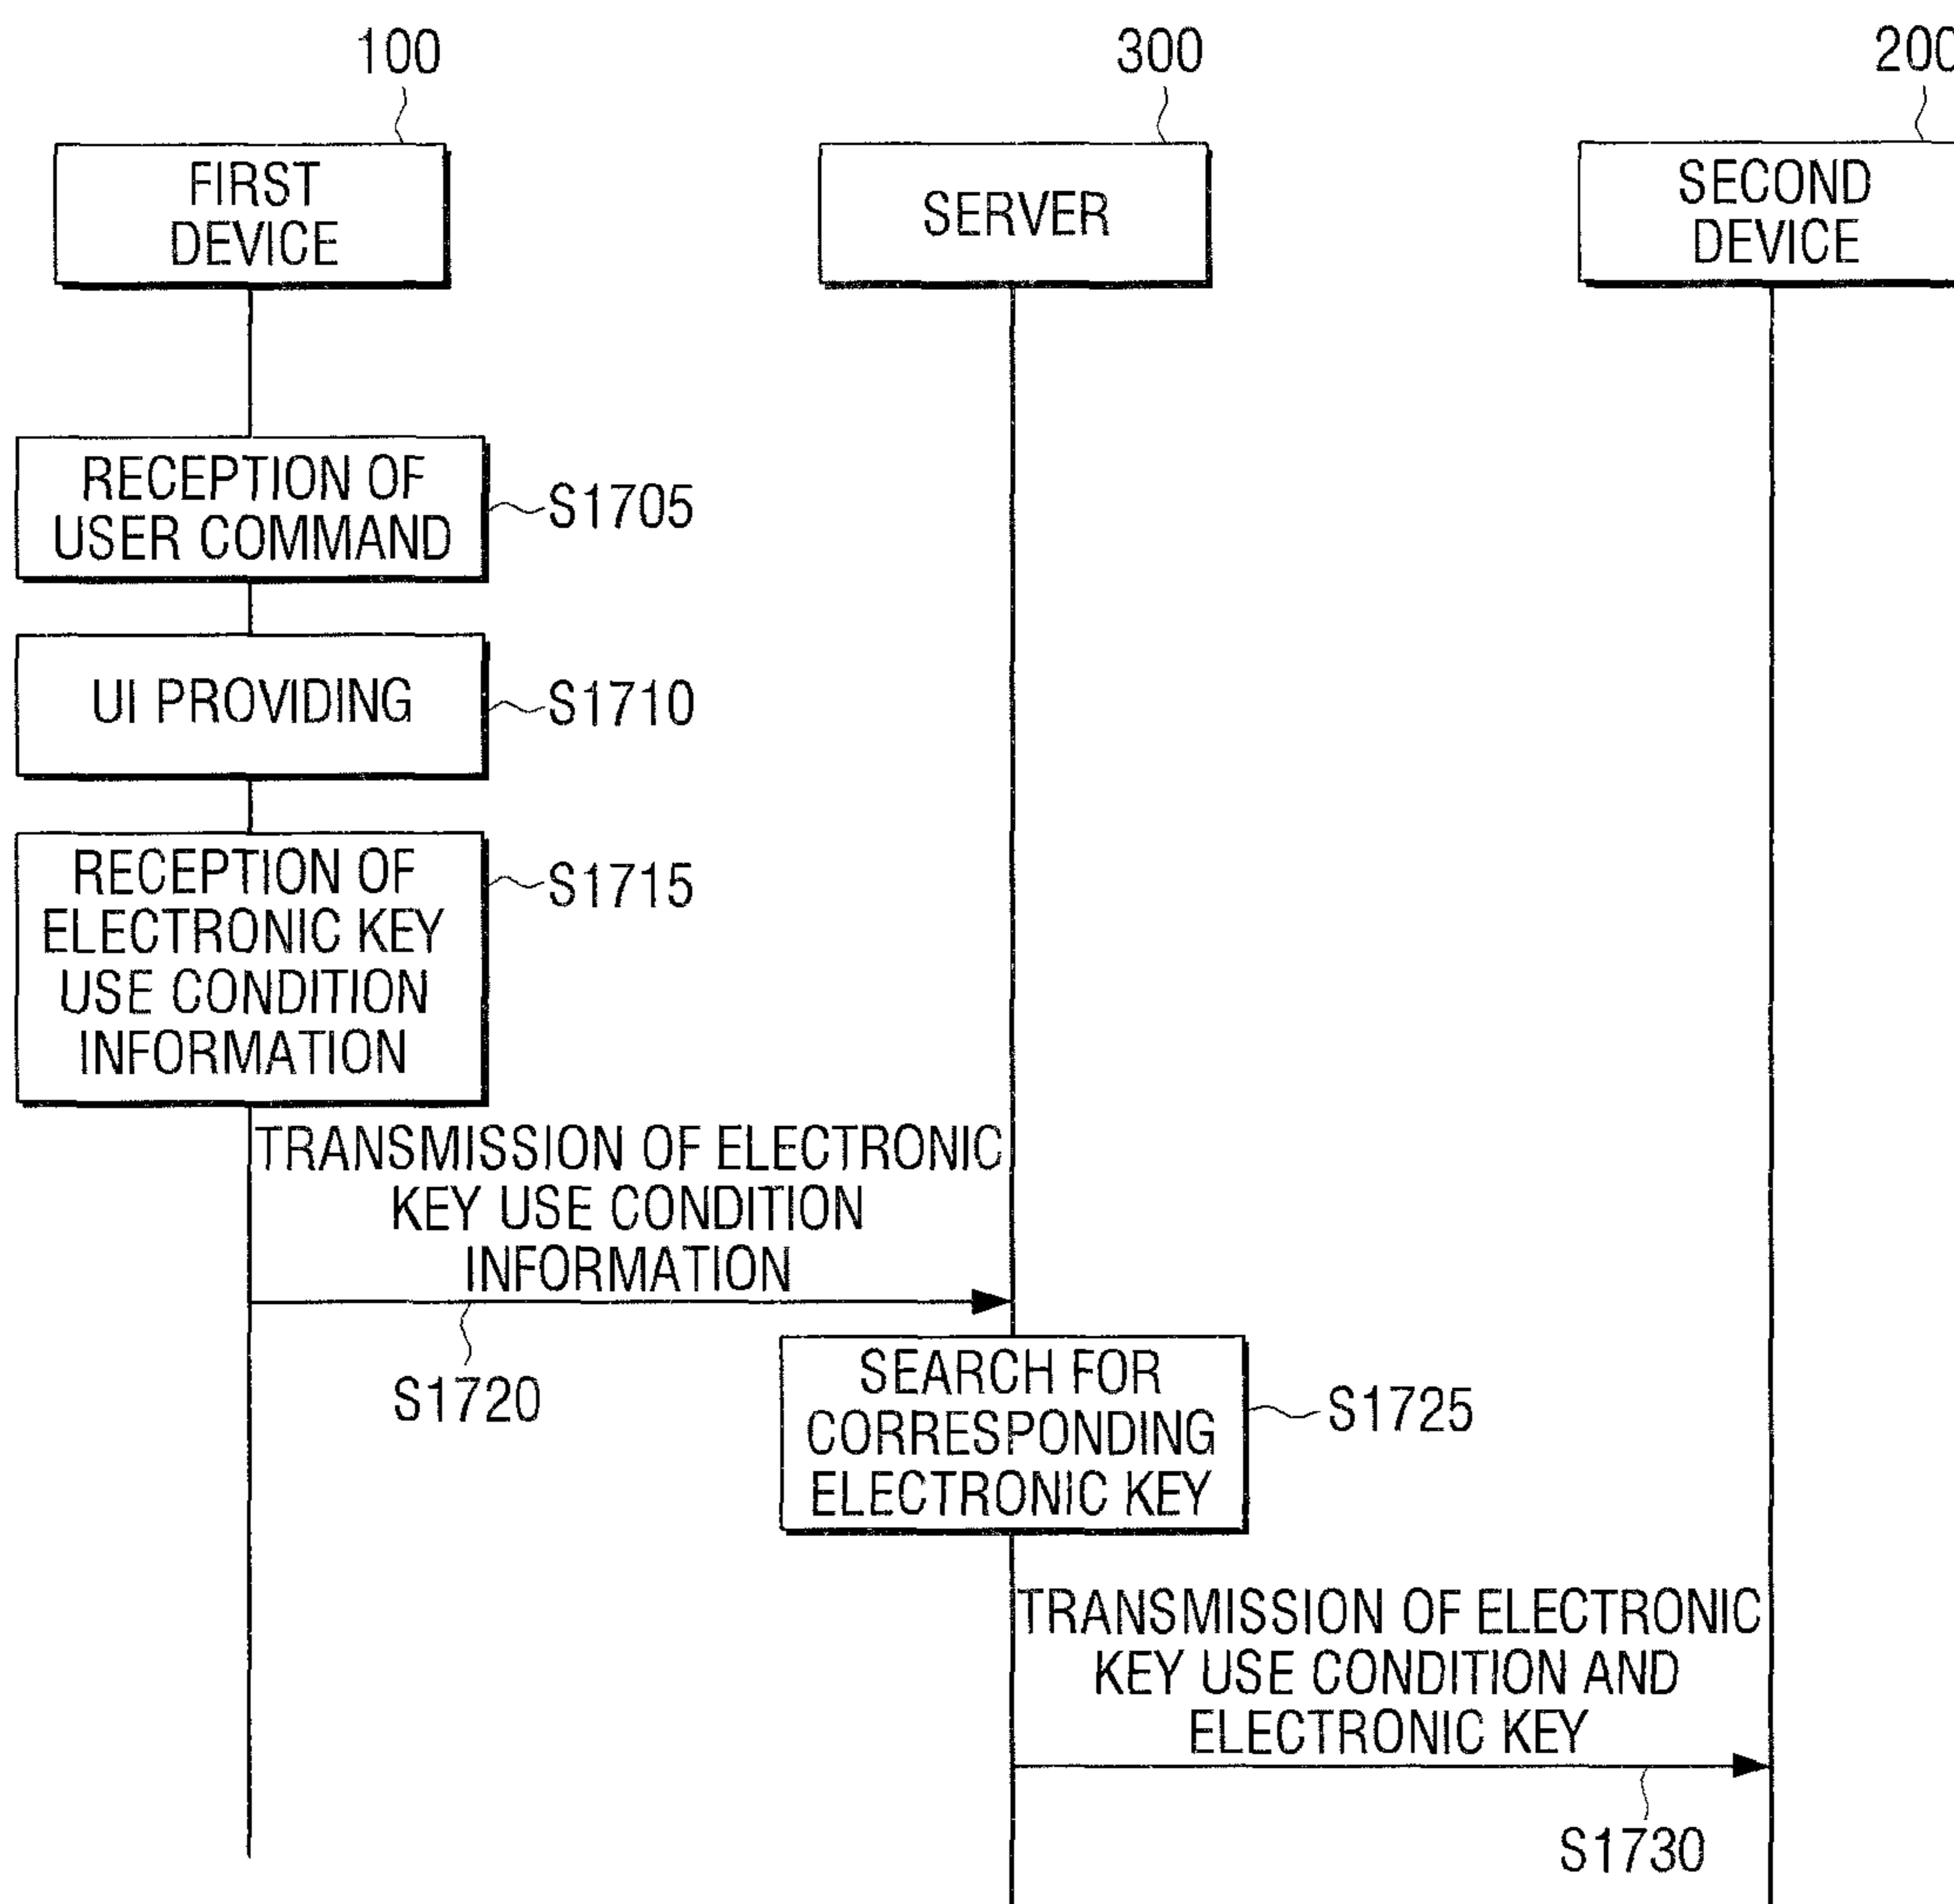 100
300
200
FIRST
DEVICE
SERVER
SECOND
DEVICE
RECEPTION OF
USER COMMAND
S1705
UI PROVIDING
S1710
RECEPTION OF
ELECTRONIC KEY
USE CONDITION
INFORMATION
S1715
TRANSMISSION OF ELECTRONIC
KEY USE CONDITION
INFORMATION
S1720
SEARCH FOR
CORRESPONDING
ELECTRONIC KEY
S1725
TRANSMISSION OF ELECTRONIC
KEY USE CONDITION AND
ELECTRONIC KEY
S1730